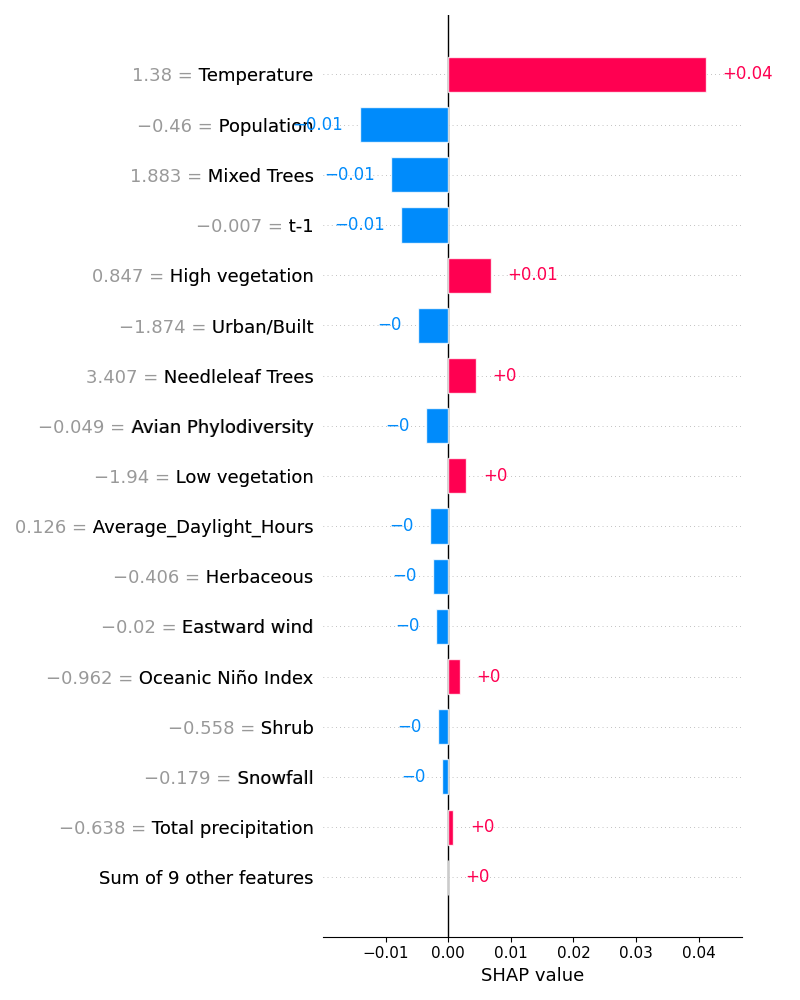 1.38 = Temperature +0.04
−0.46 = Population −0.01
1.883 = Mixed Trees −0.01
−0.007 = t-1 −0.01
0.847 = High vegetation +0.01
−1.874 = Urban/Built −0
3.407 = Needleleaf Trees +0
−0.049 = Avian Phylodiversity −0
−1.94 = Low vegetation +0
0.126 = Average_Daylight_Hours −0
−0.406 = Herbaceous −0
−0.02 = Eastward wind −0
−0.962 = Oceanic Niño Index +0
−0.558 = Shrub −0
−0.179 = Snowfall −0
−0.638 = Total precipitation +0
Sum of 9 other features +0
−0.01 0.00 0.01 0.02 0.03 0.04
SHAP value